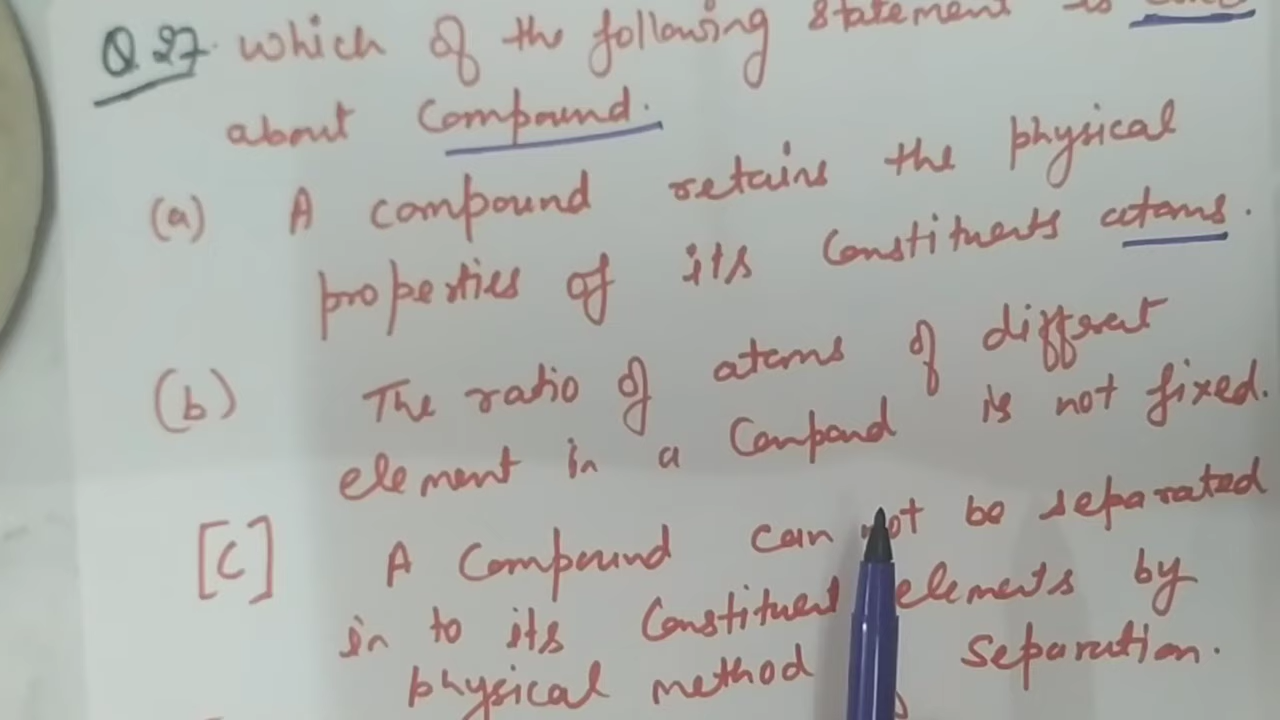 Q.27. Which of the following statement is
about Compound.
(a) A compound retains the physical
properties of its Constituents atoms.
(b) The ratio of atoms of different
element in a Compond is not fixed.
[C] A Compound can not be separated
in to its Constituent elements by
physical method separation.